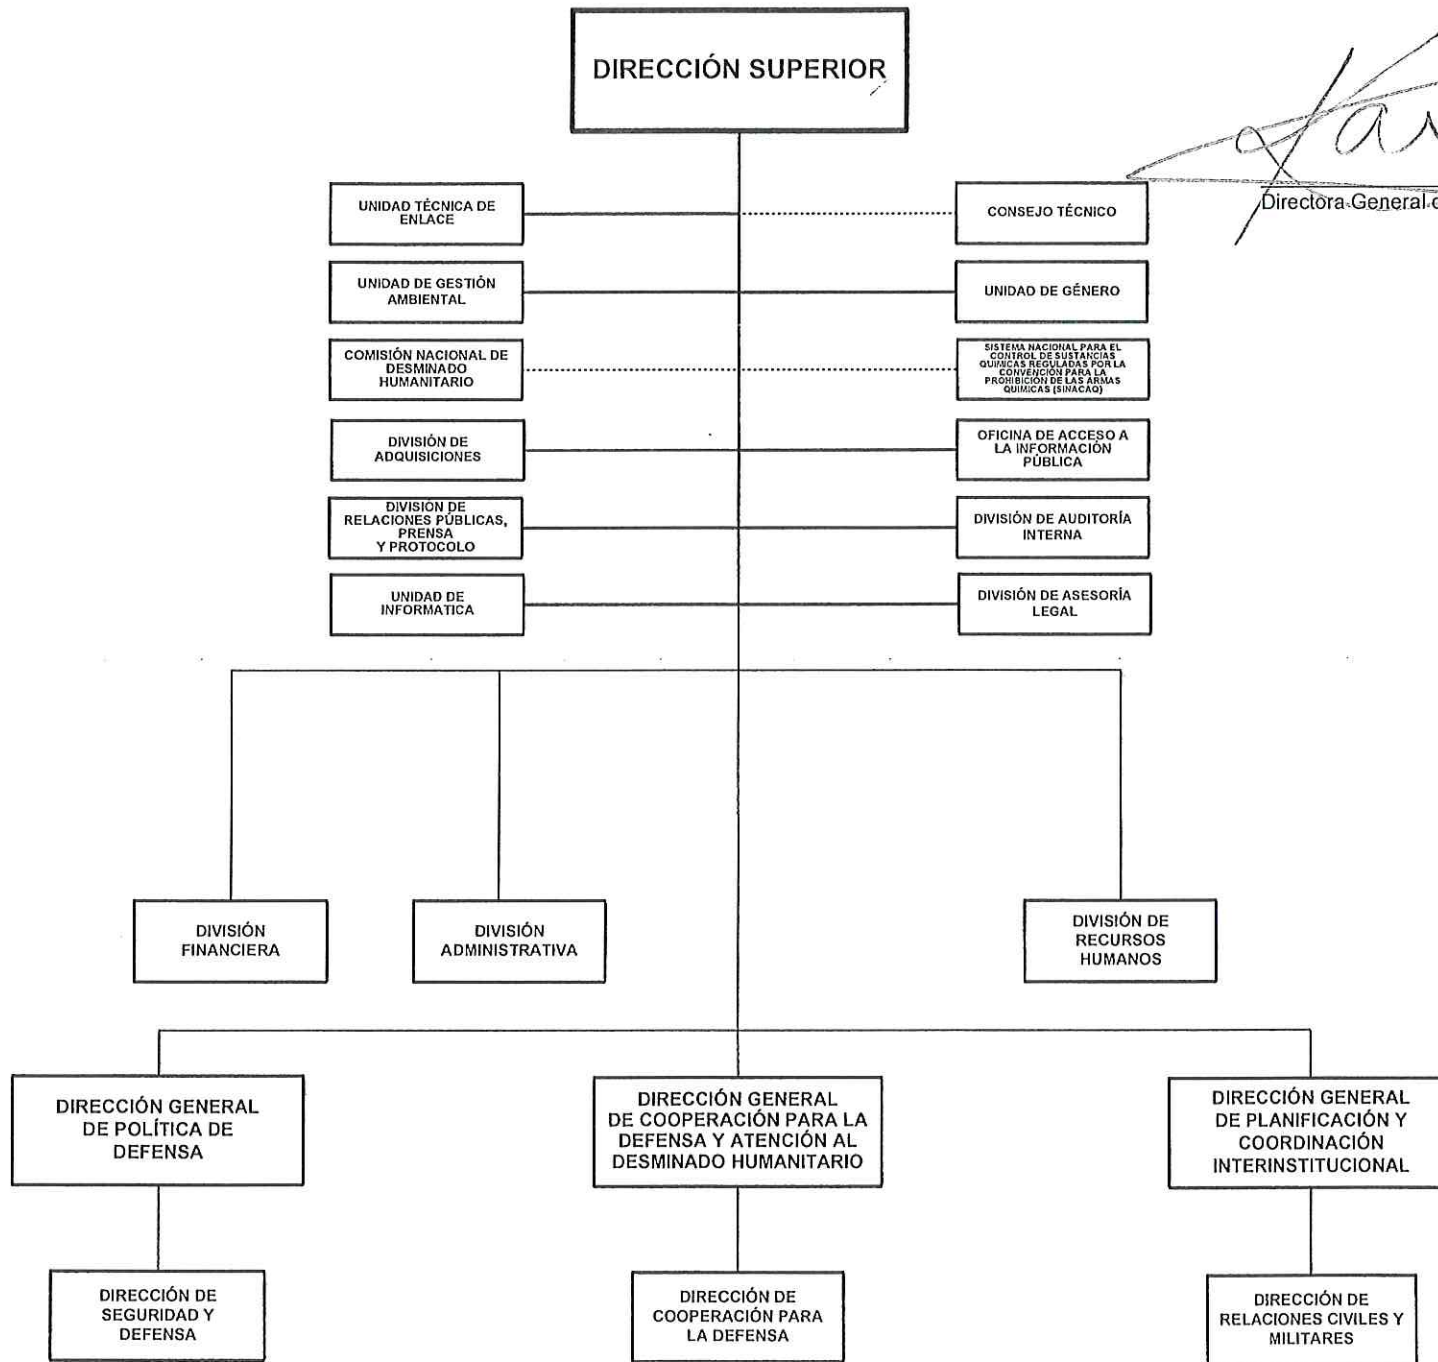 DIRECCIÓN SUPERIOR
Directora General
UNIDAD TÉCNICA DE
ENLACE
CONSEJO TÉCNICO
UNIDAD DE GESTIÓN
AMBIENTAL
UNIDAD DE GÉNERO
COMISIÓN NACIONAL DE
DESMINADO
HUMANITARIO
SISTEMA NACIONAL PARA EL
CONTROL DE SUSTANCIAS
QUIMICAS REGULADAS POR LA
CONVENCIÓN PARA LA
PROHIBICIÓN DE LAS ARMAS
QUIMICAS (SINACAQ)
DIVISIÓN DE
ADQUISICIONES
OFICINA DE ACCESO A
LA INFORMACIÓN
PÚBLICA
DIVISIÓN DE
RELACIONES PÚBLICAS,
PRENSA
Y PROTOCOLO
DIVISIÓN DE AUDITORÍA
INTERNA
UNIDAD DE
INFORMATICA
DIVISIÓN DE ASESORÍA
LEGAL
DIVISIÓN
FINANCIERA
DIVISIÓN
ADMINISTRATIVA
DIVISIÓN DE
RECURSOS
HUMANOS
DIRECCIÓN GENERAL
DE POLÍTICA DE
DEFENSA
DIRECCIÓN GENERAL
DE COOPERACIÓN PARA LA
DEFENSA Y ATENCIÓN AL
DESMINADO HUMANITARIO
DIRECCIÓN GENERAL
DE PLANIFICACIÓN Y
COORDINACIÓN
INTERINSTITUCIONAL
DIRECCIÓN DE
SEGURIDAD Y
DEFENSA
DIRECCIÓN DE
COOPERACIÓN PARA
LA DEFENSA
DIRECCIÓN DE
RELACIONES CIVILES Y
MILITARES